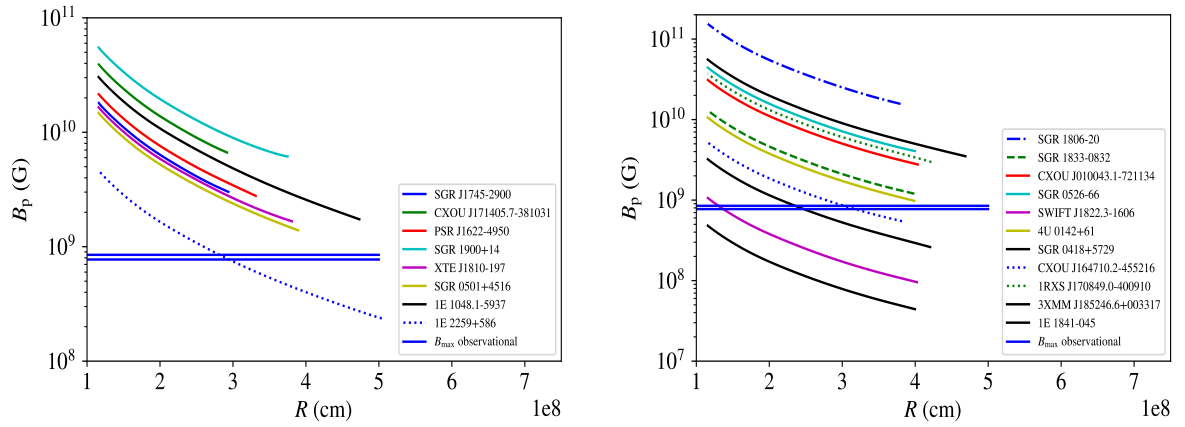 10^11
10^10
10^9
10^8
B_p (G)
1 2 3 4 5 6 7
R (cm)
1e8
SGR J1745-2900
CXOU J171405.7-381031
PSR J1622-4950
SGR 1900+14
XTE J1810-197
SGR 0501+4516
1E 1048.1-5937
1E 2259+586
B_max observational
10^11
10^10
10^9
10^8
10^7
B_p (G)
1 2 3 4 5 6 7
R (cm)
1e8
SGR 1806-20
SGR 1833-0832
CXOU J010043.1-721134
SGR 0526-66
SWIFT J1822.3-1606
4U 0142+61
SGR 0418+5729
CXOU J164710.2-455216
1RXS J170849.0-400910
3XMM J185246.6+003317
1E 1841-045
B_max observational